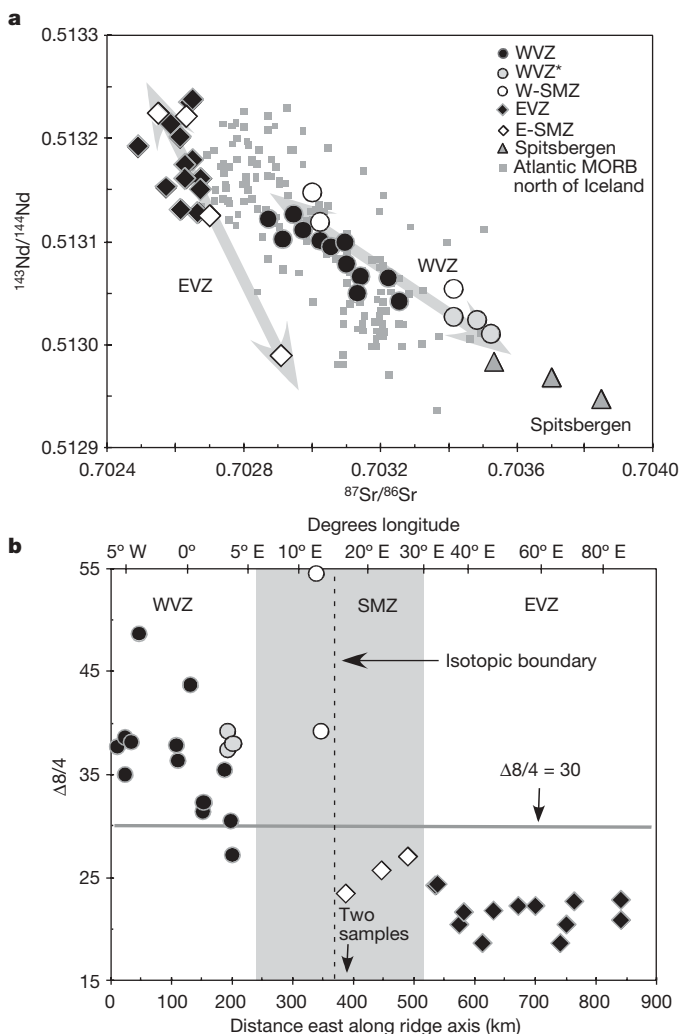 a
0.5133
0.5132
0.5131
0.5130
0.5129
¹⁴³Nd/¹⁴⁴Nd
WVZ
WVZ*
W-SMZ
EVZ
E-SMZ
Spitsbergen
Atlantic MORB
north of Iceland
WVZ
EVZ
Spitsbergen
0.7024 0.7028 0.7032 0.7036 0.7040
⁸⁷Sr/⁸⁶Sr
b
Degrees longitude
5° W 0° 5° E 10° E 20° E 30° E 40° E 60° E 80° E
55
45
35
25
15
Δ8/4
WVZ SMZ EVZ
Isotopic boundary
Δ8/4 = 30
Two
samples
0 100 200 300 400 500 600 700 800 900
Distance east along ridge axis (km)